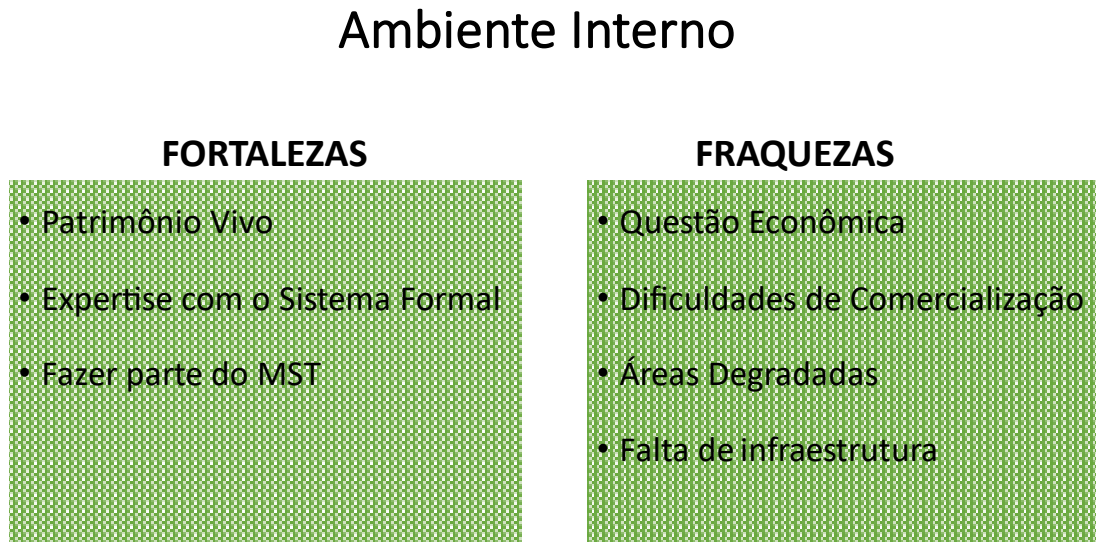 Ambiente Interno
FORTALEZAS
• Patrimônio Vivo
• Expertise com o Sistema Formal
• Fazer parte do MST
FRAQUEZAS
• Questão Econômica
• Dificuldades de Comercialização
• Áreas Degradadas
• Falta de infraestrutura